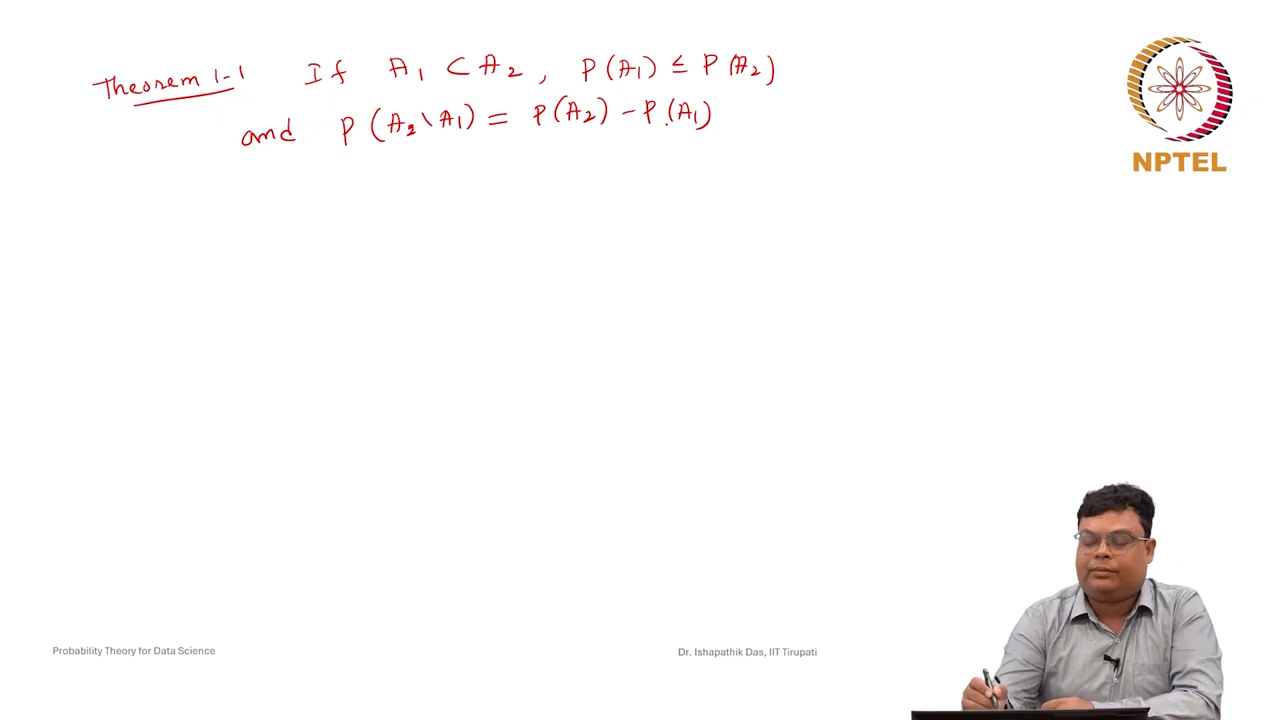 Theorem 1-1 If A₁ ⊂ A₂, P(A₁) ≤ P(A₂)
and P(A₂\A₁) = P(A₂) - P(A₁)
NPTEL
Probability Theory for Data Science
Dr. Ishapathik Das, IIT Tirupati